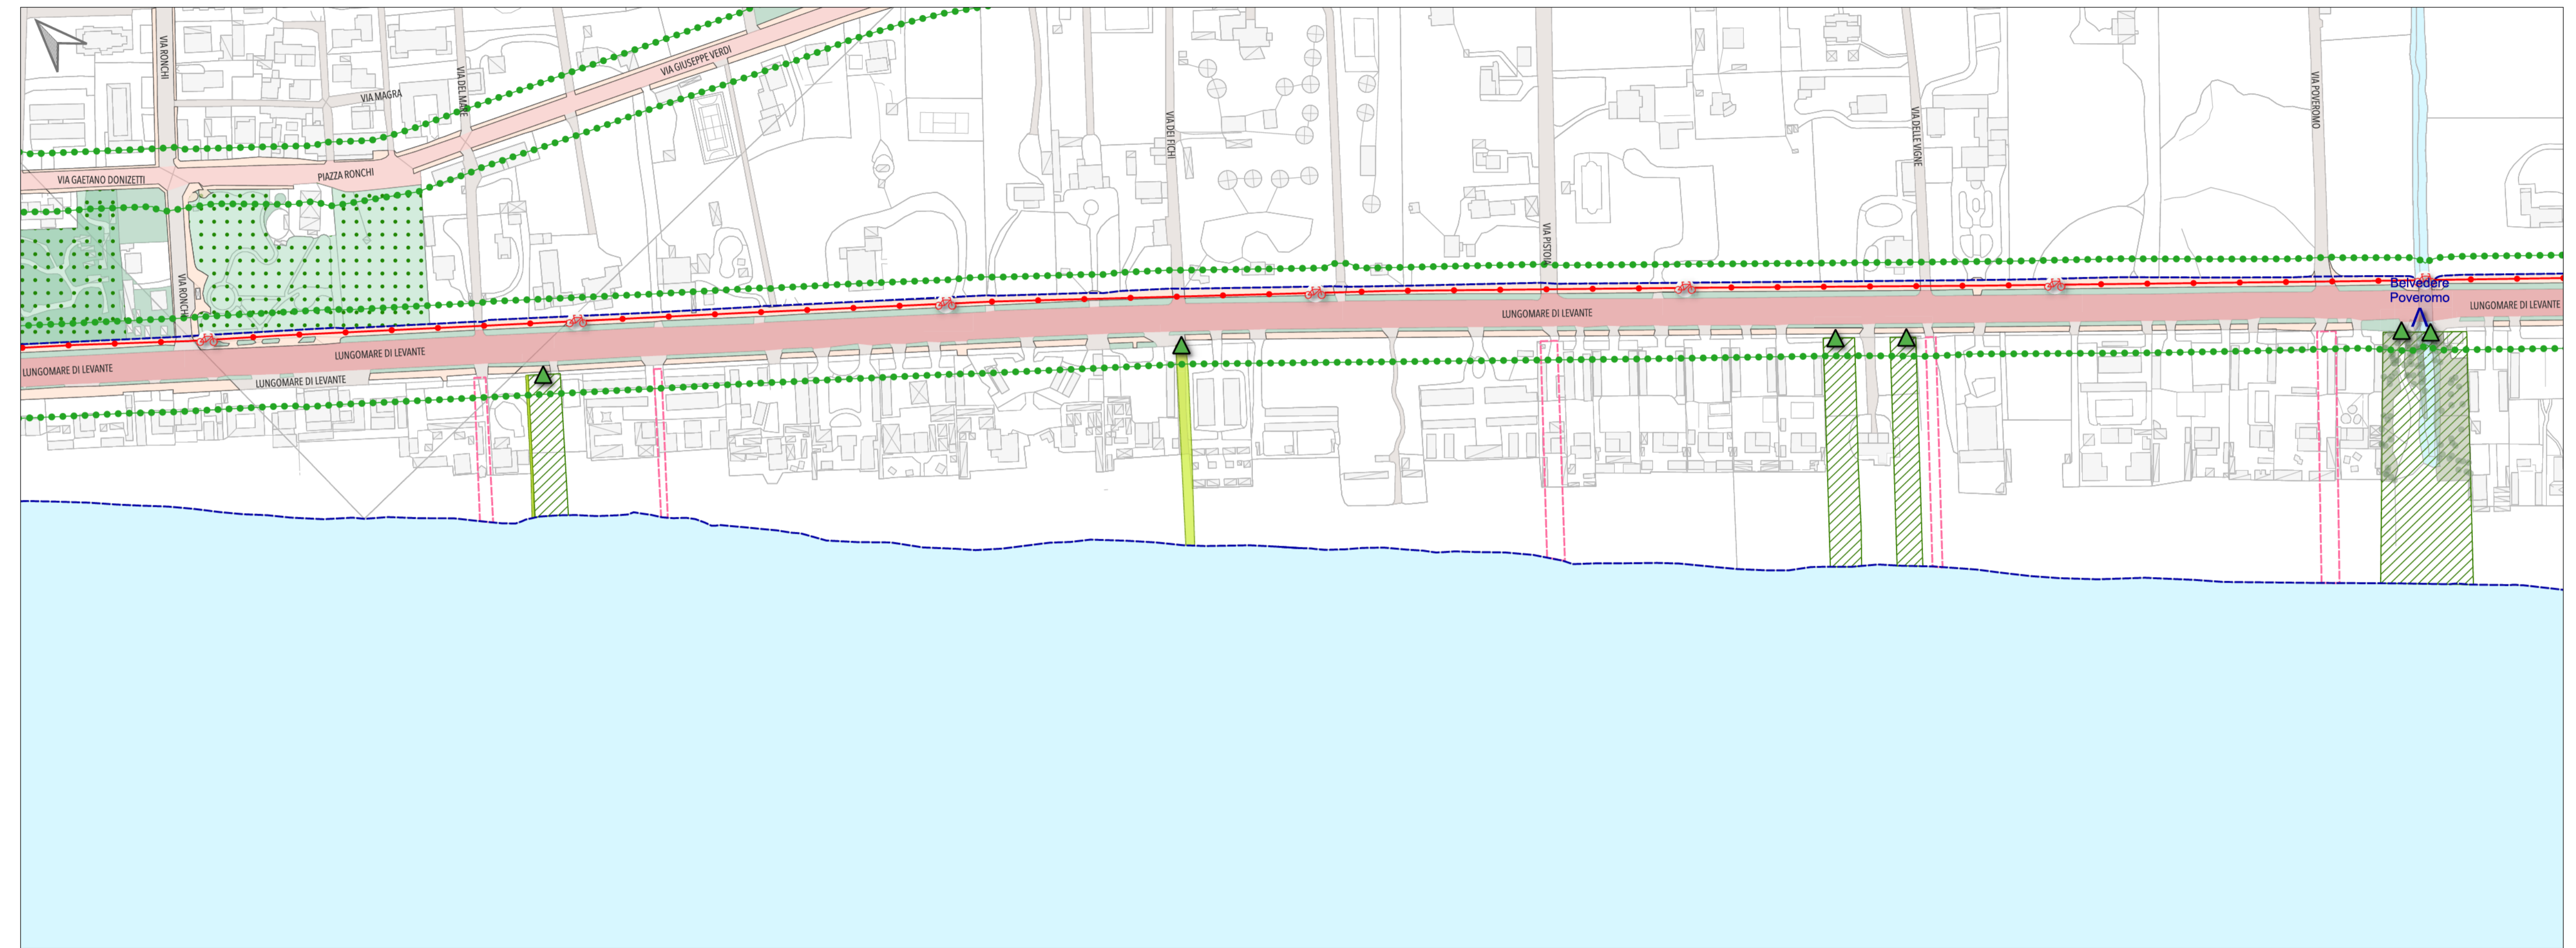 VIA RONCHI
VIA GIUSEPPE VERDI
VIA DEL MARE
VIA MAGRA
VIA DEI FICHI
VIA DELLE VIGNE
VIA POVEROMO
VIA GAETANO DONIZETTI
PIAZZA RONCHI
VIA PISTOIA
VIA RONCHI
Belvedere
Poveromo
LUNGOMARE DI LEVANTE
LUNGOMARE DI LEVANTE
LUNGOMARE DI LEVANTE
LUNGOMARE DI LEVANTE
LUNGOMARE DI LEVANTE